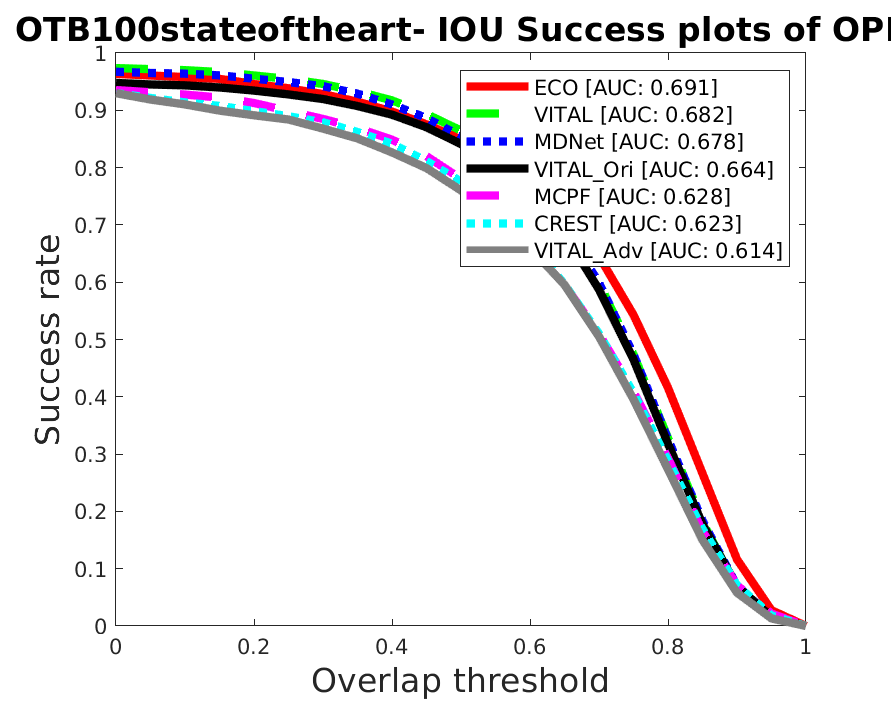 OTB100stateoftheart- IOU Success plots of OP
1
0.9
0.8
0.7
0.6
0.5
0.4
0.3
0.2
0.1
0
Success rate
ECO [AUC: 0.691]
VITAL [AUC: 0.682]
MDNet [AUC: 0.678]
VITAL_Ori [AUC: 0.664]
MCPF [AUC: 0.628]
CREST [AUC: 0.623]
VITAL_Adv [AUC: 0.614]
0 0.2 0.4 0.6 0.8 1
Overlap threshold